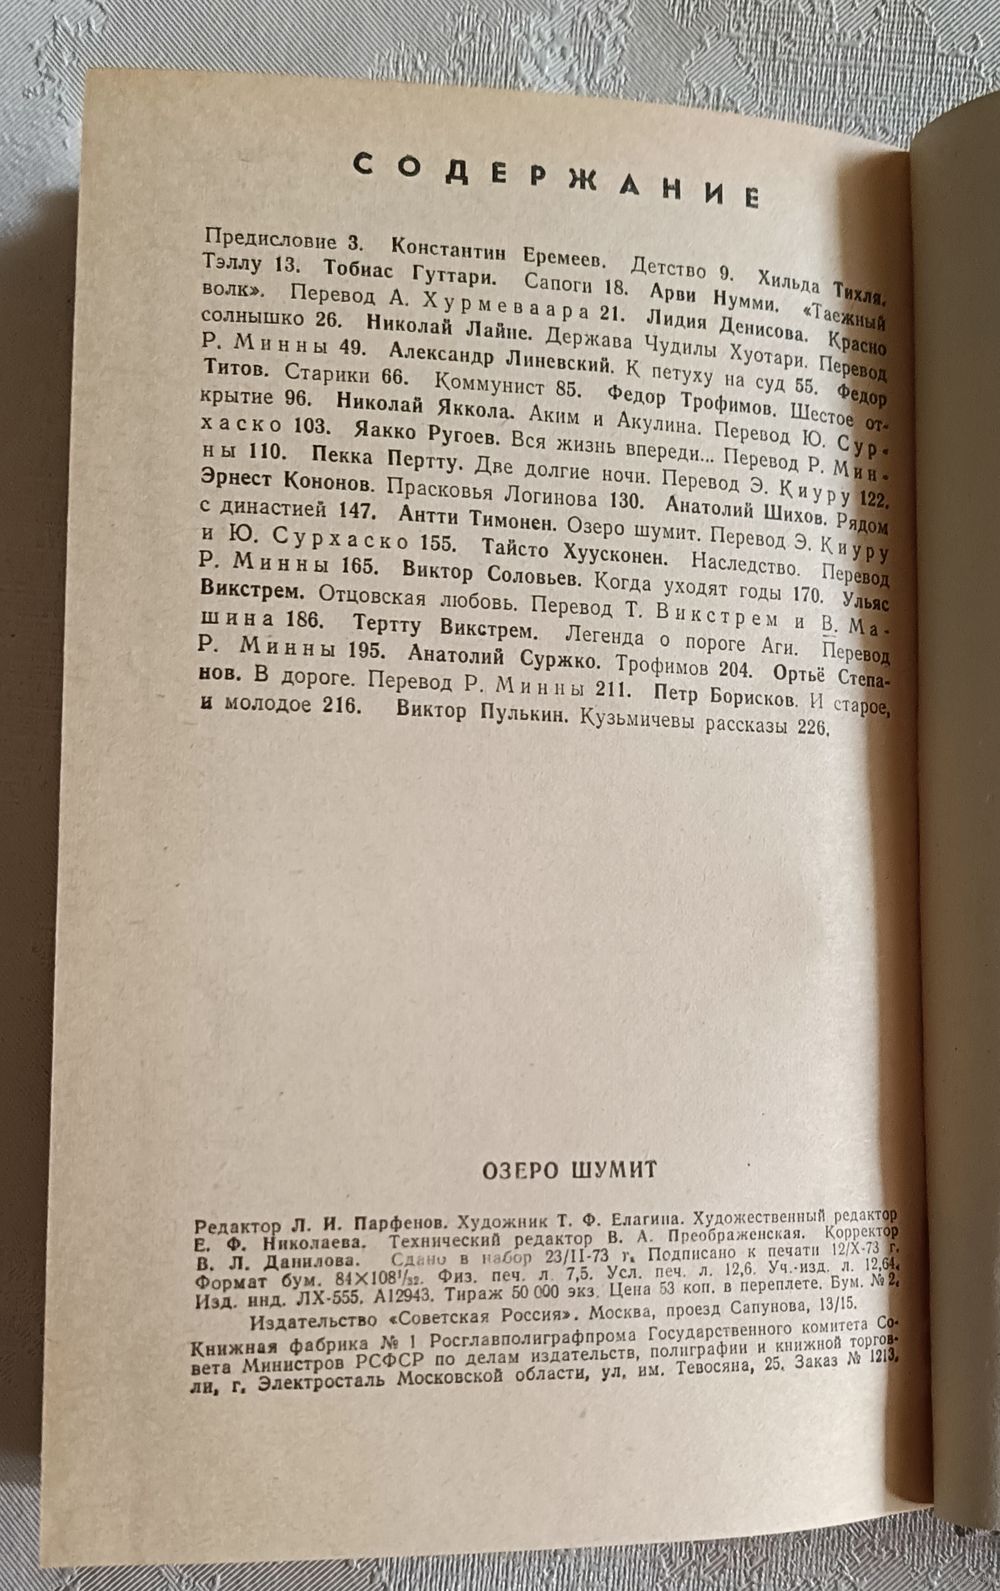 СОДЕРЖАНИЕ
Предисловие 3. Константин Еремеев. Детство 9. Хильда Тихля.
Тэллу 13. Тобиас Гуттари. Сапоги 18. Арви Нумми. «Таежный
волк». Перевод А. Хурмеваара 21. Лидия Денисова. Красно
солнышко 26. Николай Лайне. Держава Чудилы Хуотари. Перевод
Р. Минны 49. Александр Линевский. К петуху на суд 55. Федор
Титов. Старики 66. Коммунист 85. Федор Трофимов. Шестое от-
крытие 96. Николай Яккола. Аким и Акулина. Перевод Ю. Сур-
хаско 103. Яакко Ругоев. Вся жизнь впереди... Перевод Р. Мин-
ны 110. Пекка Пертту. Две долгие ночи. Перевод Э. Киуру 122.
Эрнест Кононов. Прасковья Логинова 130. Анатолий Шихов. Рядом
с династией 147. Антти Тимонен. Озеро шумит. Перевод Э. Киуру
и Ю. Сурхаско 155. Тайсто Хуусконен. Наследство. Перевод
Р. Минны 165. Виктор Соловьев. Когда уходят годы 170. Ульяс
Викстрем. Отцовская любовь. Перевод Т. Викстрем и В. Ма-
шина 186. Тертту Викстрем. Легенда о пороге Аги. Перевод
Р. Минны 195. Анатолий Суржко. Трофимов 204. Ортьё Степа-
нов. В дороге. Перевод Р. Минны 211. Петр Борисков. И старое,
и молодое 216. Виктор Пулькин. Кузьмичевы рассказы 226.
ОЗЕРО ШУМИТ
Редактор Л. И. Парфенов. Художник Т. Ф. Елагина. Художественный редактор
Е. Ф. Николаева. Технический редактор В. А. Преображенская. Корректор
В. Л. Данилова. Сдано в набор 23/II-73 г. Подписано к печати 12/X-73 г.
Формат бум. 84×108¹/₃₂. Физ. печ. л. 7,5. Усл. печ. л. 12,6. Уч.-изд. л. 12,64.
Изд. инд. ЛХ-555. А12943. Тираж 50 000 экз. Цена 53 коп. в переплете. Бум. № 2.
Издательство «Советская Россия». Москва, проезд Сапунова, 13/15.
Книжная фабрика № 1 Росглавполиграфпрома Государственного комитета Со-
вета Министров РСФСР по делам издательств, полиграфии и книжной торгов-
ли, г. Электросталь Московской области, ул. им. Тевосяна, 25. Заказ № 1213.